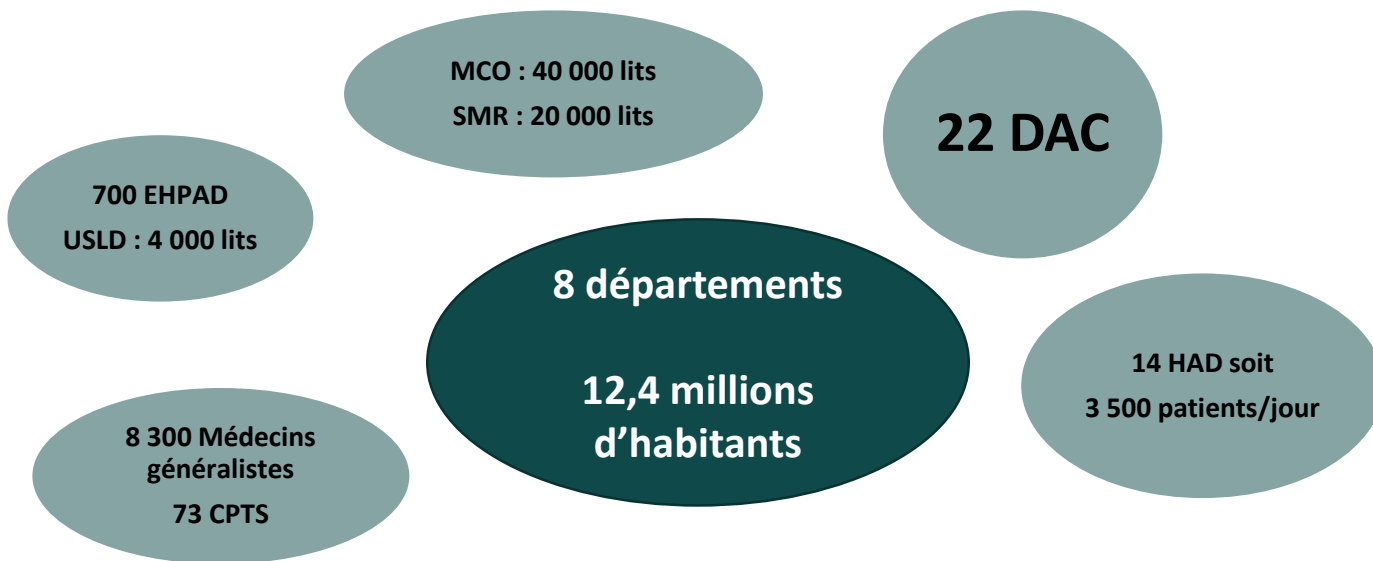 MCO : 40 000 lits
SMR : 20 000 lits
22 DAC
700 EHPAD
USLD : 4 000 lits
8 départements
12,4 millions
d’habitants
14 HAD soit
3 500 patients/jour
8 300 Médecins
généralistes
73 CPTS